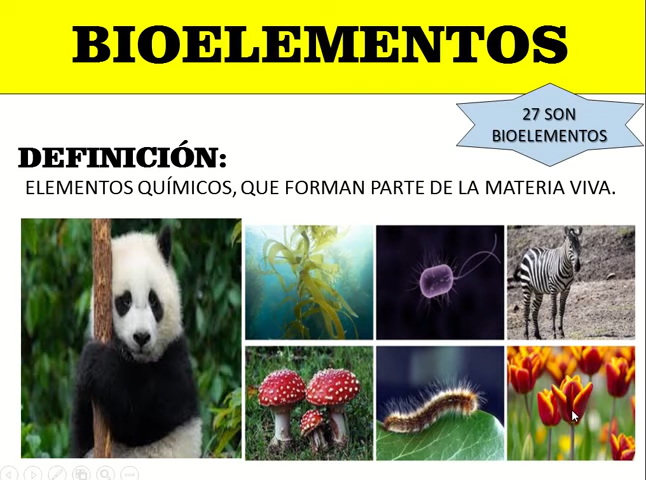 BIOELEMENTOS
27 SON
BIOELEMENTOS
DEFINICIÓN:
ELEMENTOS QUÍMICOS, QUE FORMAN PARTE DE LA MATERIA VIVA.